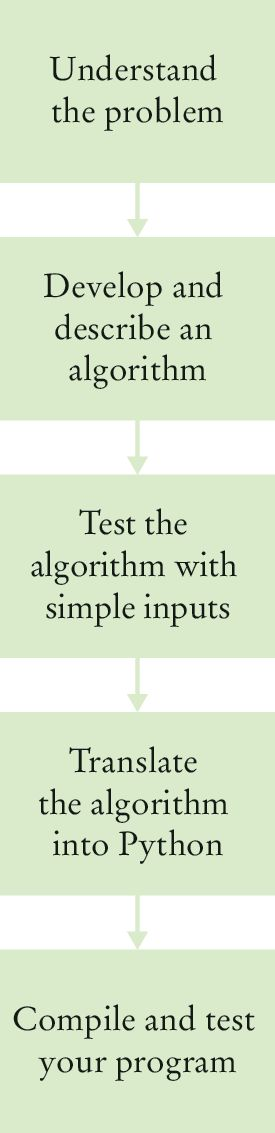 Understand
the problem
Develop and
describe an
algorithm
Test the
algorithm with
simple inputs
Translate
the algorithm
into Python
Compile and test
your program